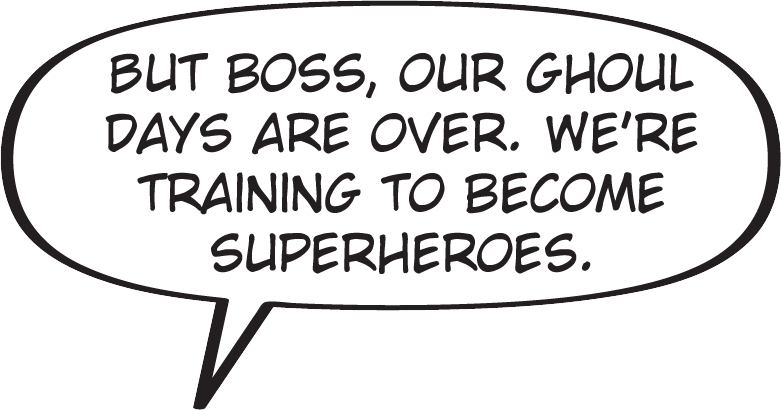 BUT BOSS, OUR GHOUL
DAYS ARE OVER. WE'RE
TRAINING TO BECOME
SUPERHEROES.